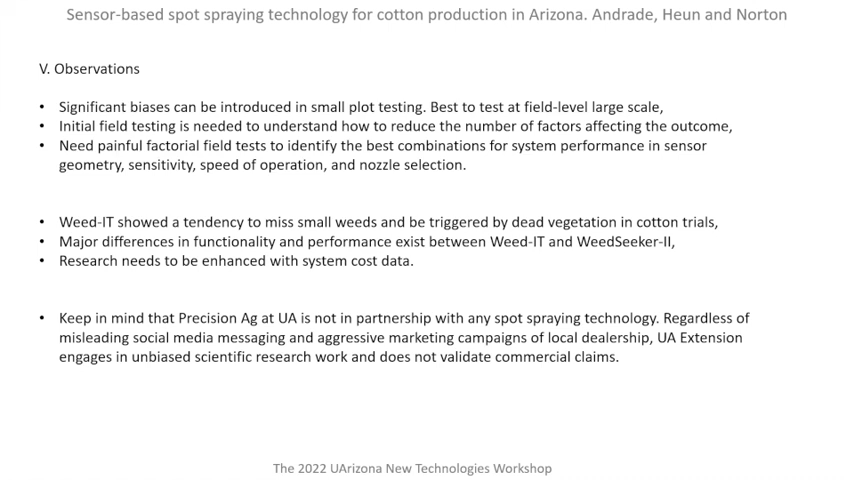 Sensor-based spot spraying technology for cotton production in Arizona. Andrade, Heun and Norton
V. Observations
• Significant biases can be introduced in small plot testing. Best to test at field-level large scale,
• Initial field testing is needed to understand how to reduce the number of factors affecting the outcome,
• Need painful factorial field tests to identify the best combinations for system performance in sensor
geometry, sensitivity, speed of operation, and nozzle selection.
• Weed-IT showed a tendency to miss small weeds and be triggered by dead vegetation in cotton trials,
• Major differences in functionality and performance exist between Weed-IT and WeedSeeker-II,
• Research needs to be enhanced with system cost data.
• Keep in mind that Precision Ag at UA is not in partnership with any spot spraying technology. Regardless of
misleading social media messaging and aggressive marketing campaigns of local dealership, UA Extension
engages in unbiased scientific research work and does not validate commercial claims.
The 2022 UArizona New Technologies Workshop